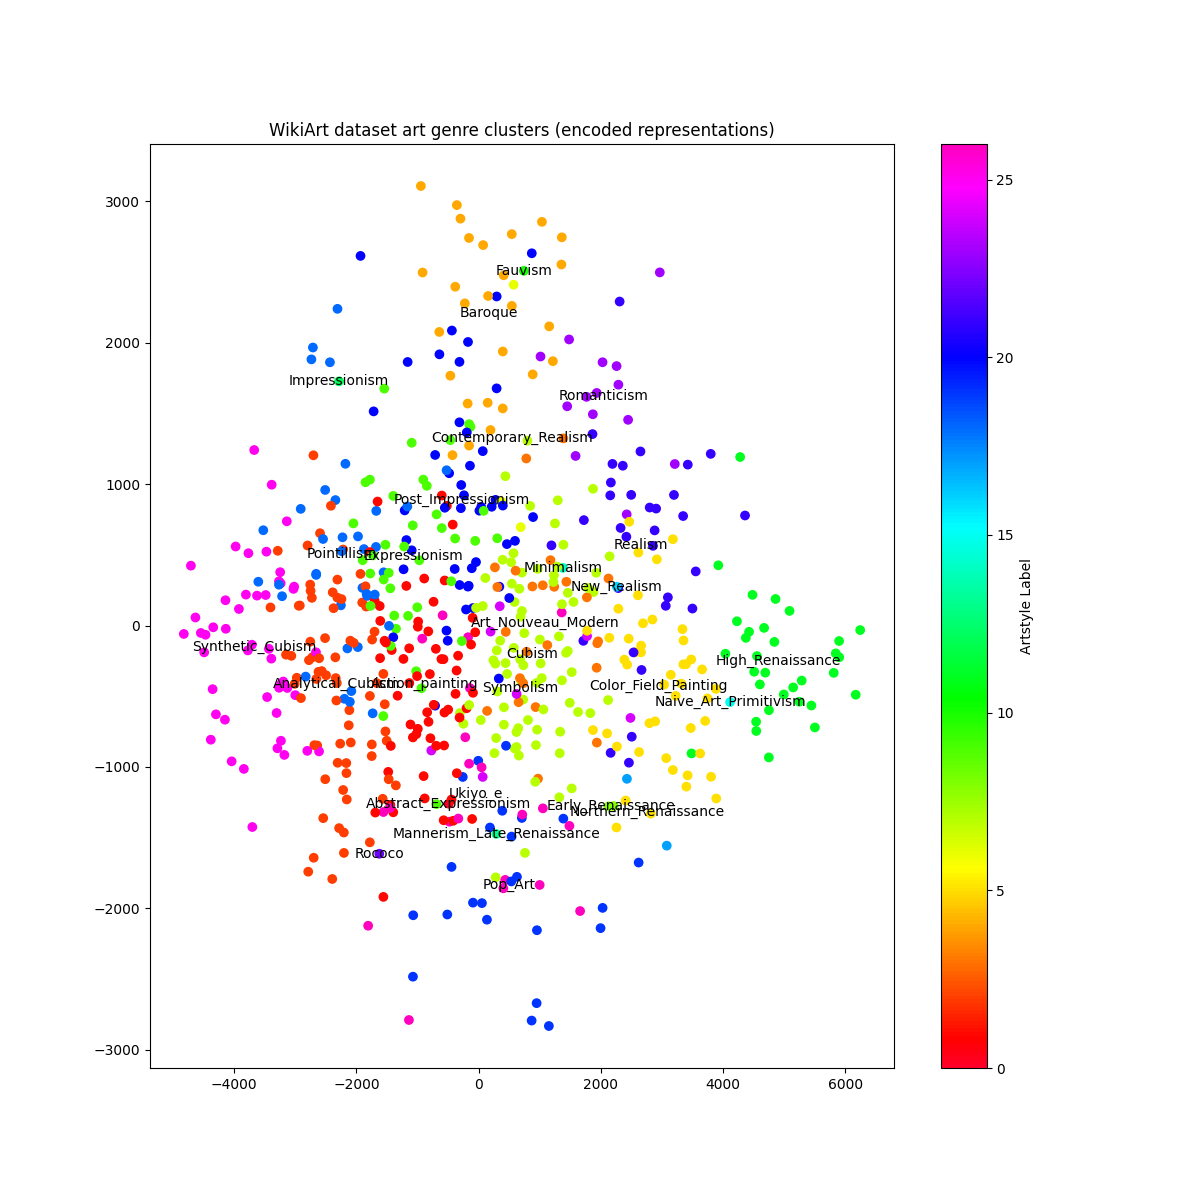 WikiArt dataset art genre clusters (encoded representations)
3000
2000
1000
0
−1000
−2000
−3000
Fauvism
Baroque
Impressionism
Romanticism
Contemporary_Realism
Post_Impressionism
Realism
Pointillism
Expressionism
Minimalism
New_Realism
Art_Nouveau_Modern
Synthetic_Cubism
Cubism
High_Renaissance
Analytical_Cubism
Action_painting
Symbolism
Color_Field_Painting
Naive_Art_Primitivism
Ukiyo_e
Abstract_Expressionism
Early_Renaissance
Northern_Renaissance
Mannerism_Late_Renaissance
Rococo
Pop_Art
−4000
−2000
0
2000
4000
6000
25
20
15
10
5
0
Artstyle Label